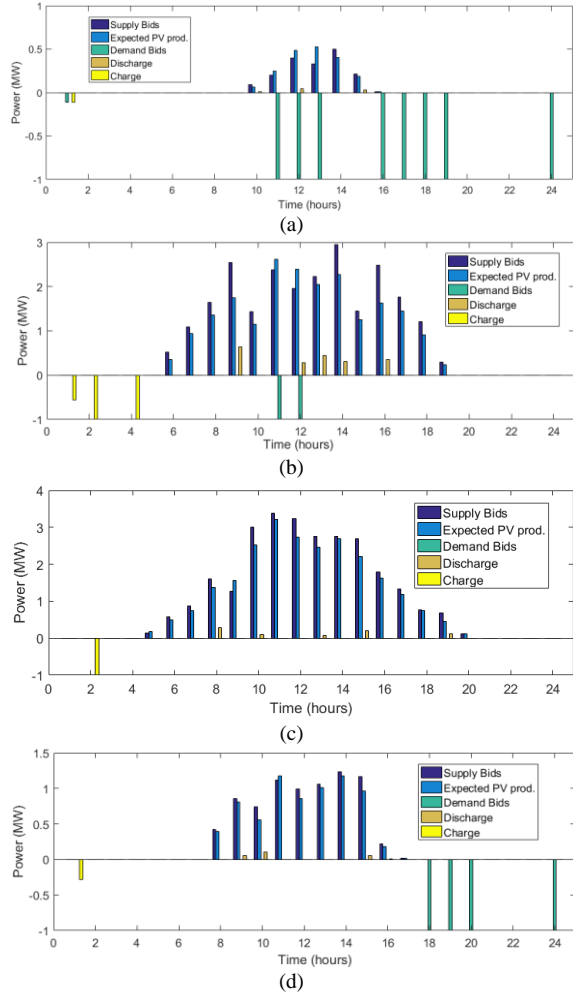 1
Supply Bids
Expected PV prod.
Demand Bids
Discharge
Charge
0.5
0
-0.5
-1
Power (MW)
0 2 4 6 8 10 12 14 16 18 20 22 24
Time (hours)
(a)
3
Supply Bids
Expected PV prod.
Demand Bids
Discharge
Charge
2
1
0
-1
Power (MW)
0 2 4 6 8 10 12 14 16 18 20 22 24
Time (hours)
(b)
4
Supply Bids
Expected PV prod.
Demand Bids
Discharge
Charge
3
2
1
0
-1
Power (MW)
0 2 4 6 8 10 12 14 16 18 20 22 24
Time (hours)
(c)
1.5
Supply Bids
Expected PV prod.
Demand Bids
Discharge
Charge
1
0.5
0
-0.5
-1
Power (MW)
0 2 4 6 8 10 12 14 16 18 20 22 24
Time (hours)
(d)